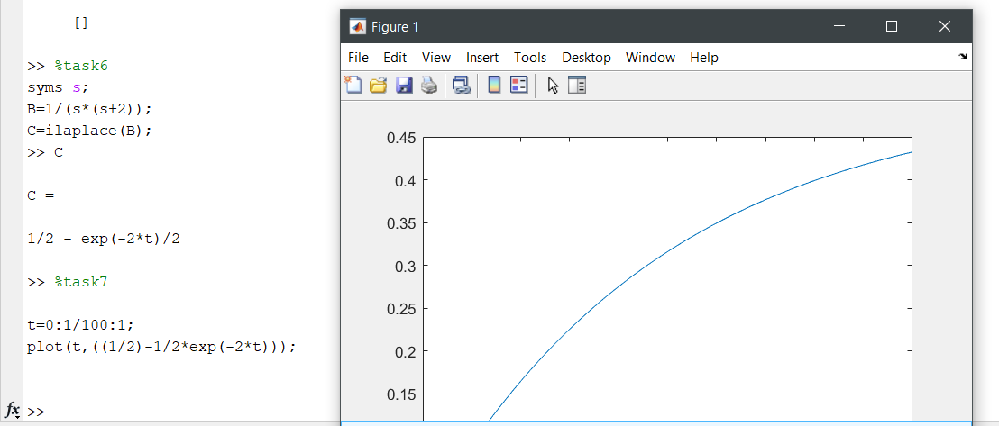 []
>> %task6
syms s;
B=1/(s*(s+2));
C=ilaplace(B);
>> C
C =
1/2 - exp(-2*t)/2
>> %task7
t=0:1/100:1;
plot(t,((1/2)-1/2*exp(-2*t)));
fx >>
Figure 1
File Edit View Insert Tools Desktop Window Help
0.45
0.4
0.35
0.3
0.25
0.2
0.15